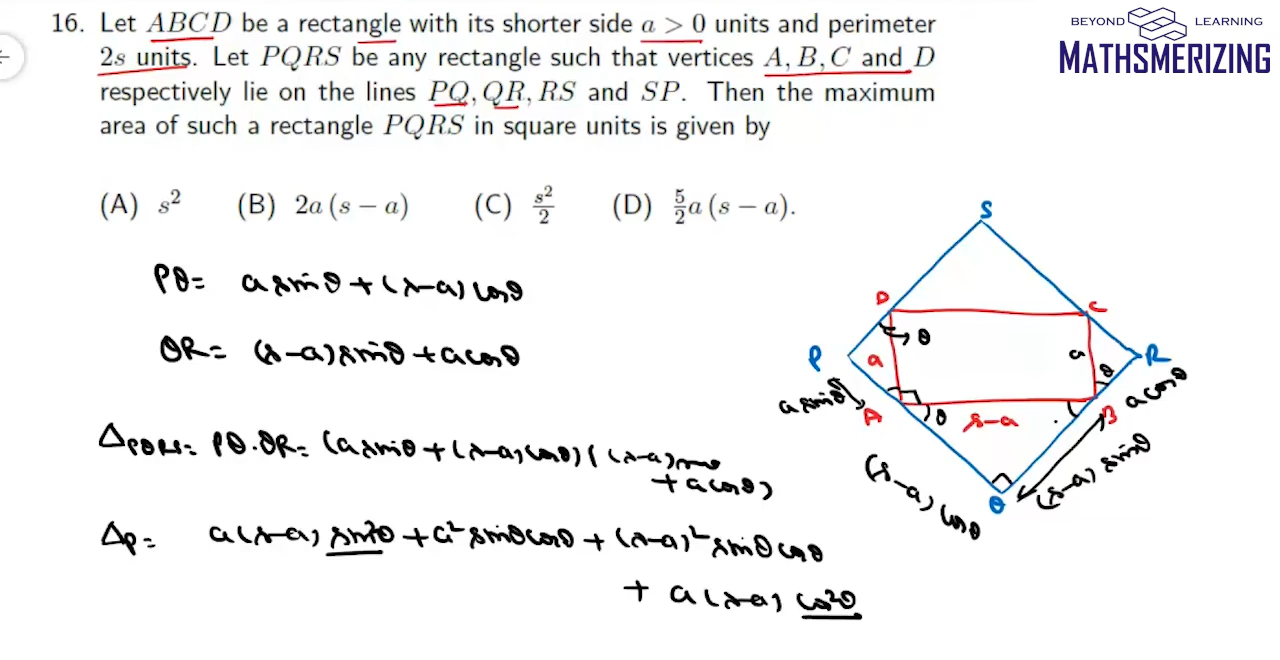 BEYOND LEARNING
MATHSMERIZING
16. Let ABCD be a rectangle with its shorter side a > 0 units and perimeter
2s units. Let PQRS be any rectangle such that vertices A, B, C and D
respectively lie on the lines PQ, QR, RS and SP. Then the maximum
area of such a rectangle PQRS in square units is given by
(A) s² (B) 2a (s − a) (C) s²/2 (D) 5/2 a (s − a).
PQ = a sinθ + (s-a) cosθ
QR = (s-a) sinθ + a cosθ
Δ PQRS = PQ · QR = (a sinθ + (s-a) cosθ) ( (s-a) sinθ
+ a cosθ)
Δ P = a(s-a) sin²θ + a² sinθ cosθ + (s-a)² sinθ cosθ
+ a (s-a) cos²θ
S
D
C
θ
P
a
a
θ
R
a sinθ
A
θ
s-a
B
a cosθ
(s-a) cosθ
Q
(s-a) sinθ